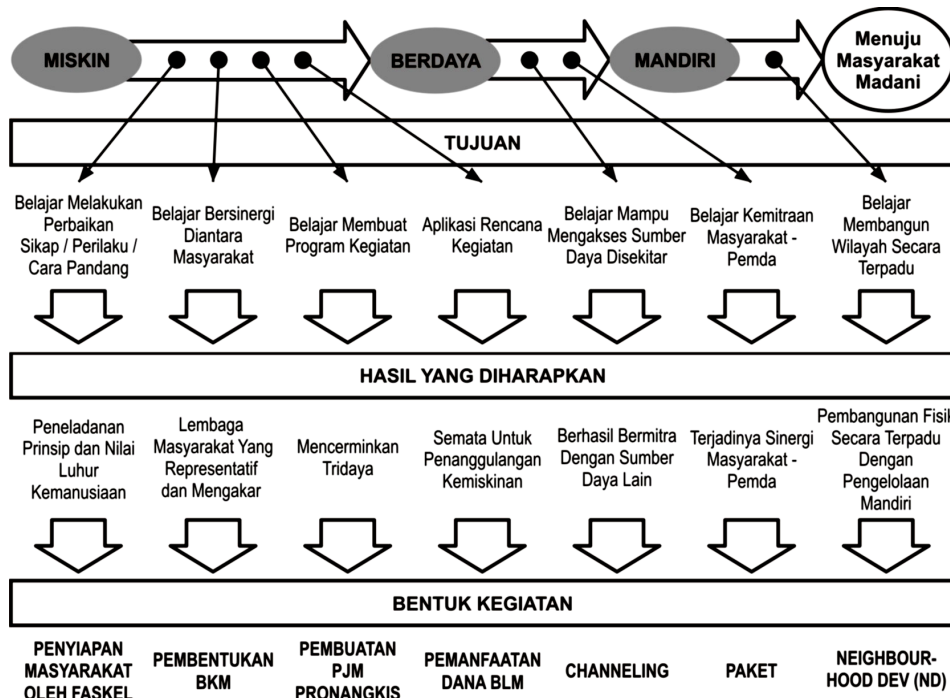 MISKIN
BERDAYA
MANDIRI
Menuju
Masyarakat
Madani
TUJUAN
Belajar Melakukan
Perbaikan
Sikap / Perilaku /
Cara Pandang
Belajar Bersinergi
Diantara
Masyarakat
Belajar Membuat
Program Kegiatan
Aplikasi Rencana
Kegiatan
Belajar Mampu
Mengakses Sumber
Daya Disekitar
Belajar Kemitraan
Masyarakat -
Pemda
Belajar
Membangun
Wilayah Secara
Terpadu
HASIL YANG DIHARAPKAN
Peneladanan
Prinsip dan Nilai
Luhur
Kemanusiaan
Lembaga
Masyarakat Yang
Representatif
dan Mengakar
Mencerminkan
Tridaya
Semata Untuk
Penanggulangan
Kemiskinan
Berhasil Bermitra
Dengan Sumber
Daya Lain
Terjadinya Sinergi
Masyarakat -
Pemda
Pembangunan Fisik
Secara Terpadu
Dengan
Pengelolaan
Mandiri
BENTUK KEGIATAN
PENYIAPAN
MASYARAKAT
OLEH FASKEL
PEMBENTUKAN
BKM
PEMBUATAN
PJM
PRONANGKIS
PEMANFAATAN
DANA BLM
CHANNELING
PAKET
NEIGHBOUR-
HOOD DEV (ND)